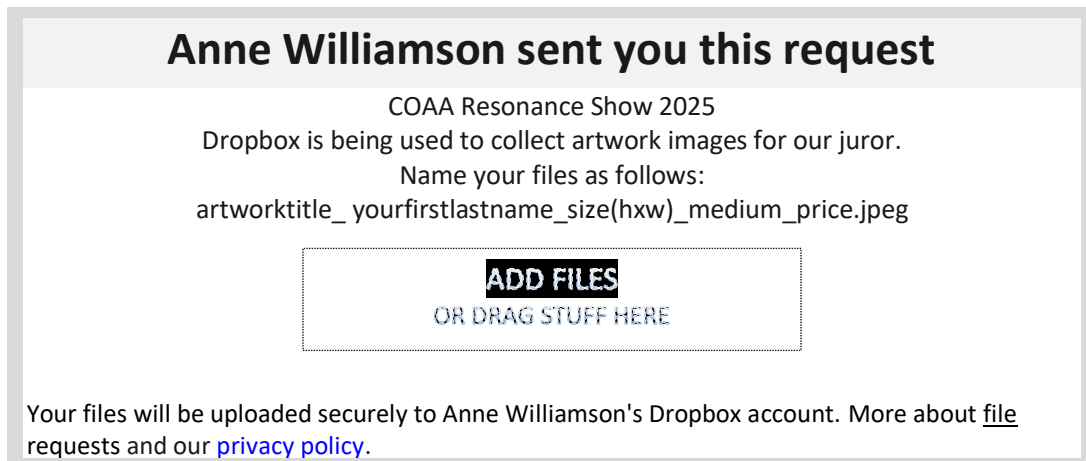 Anne Williamson sent you this request
COAA Resonance Show 2025
Dropbox is being used to collect artwork images for our juror.
Name your files as follows:
artworktitle_ yourfirstlastname_size(hxw)_medium_price.jpeg
ADD FILES
OR DRAG STUFF HERE
Your files will be uploaded securely to Anne Williamson's Dropbox account. More about file
requests and our privacy policy.